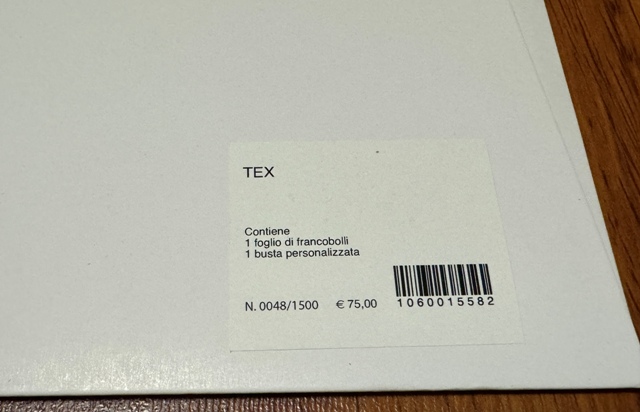 TEX
Contiene
1 foglio di francobolli
1 busta personalizzata
N. 0048/1500 € 75,00
1060015582